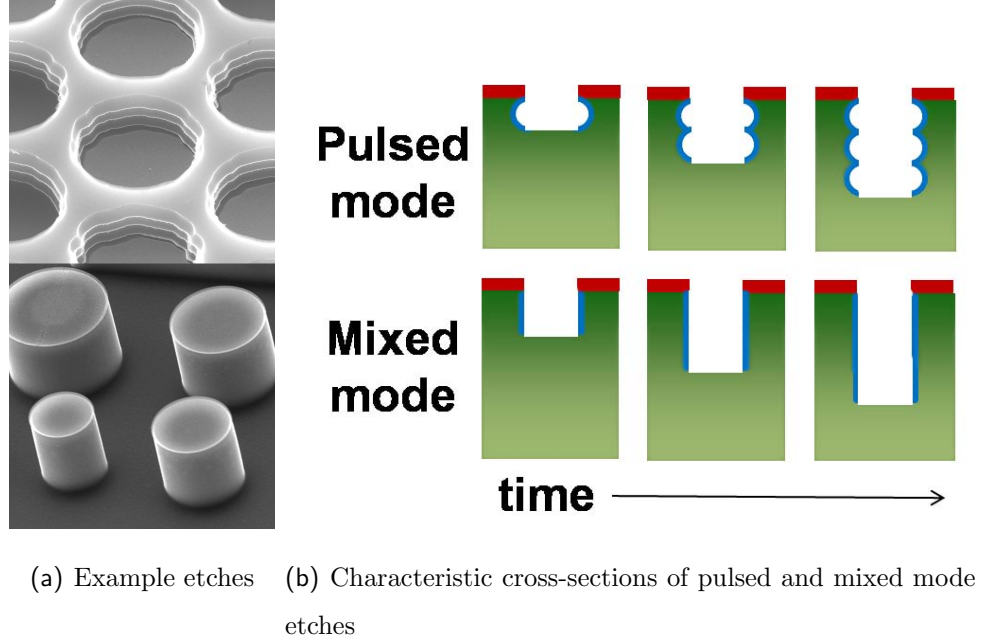 Pulsed
mode
Mixed
mode
time
(a) Example etches
(b) Characteristic cross-sections of pulsed and mixed mode
etches